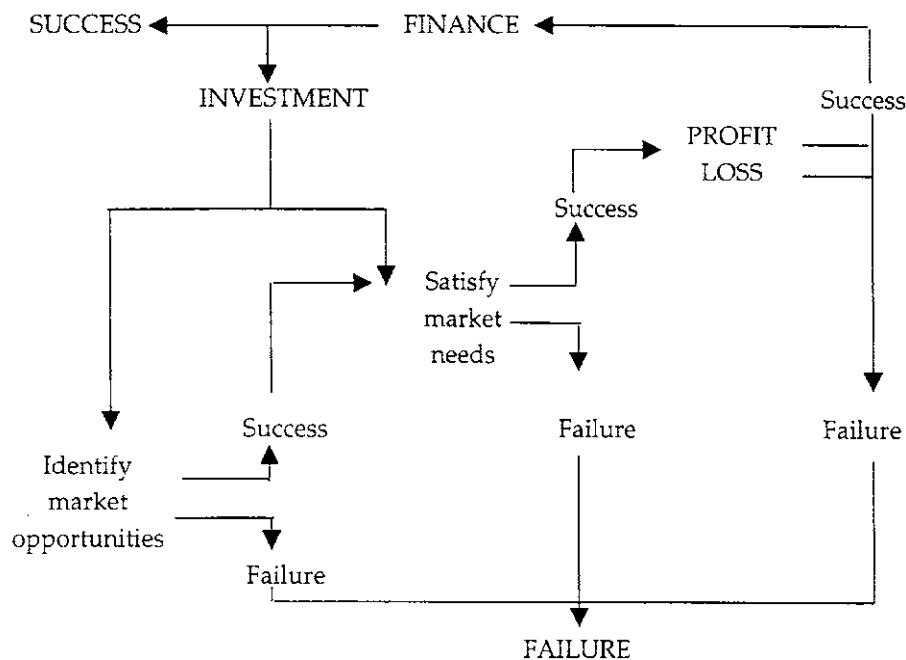 SUCCESS FINANCE
INVESTMENT
Success
PROFIT
LOSS
Success
Satisfy
market
needs
Success
Failure
Failure
Identify
market
opportunities
Failure
FAILURE